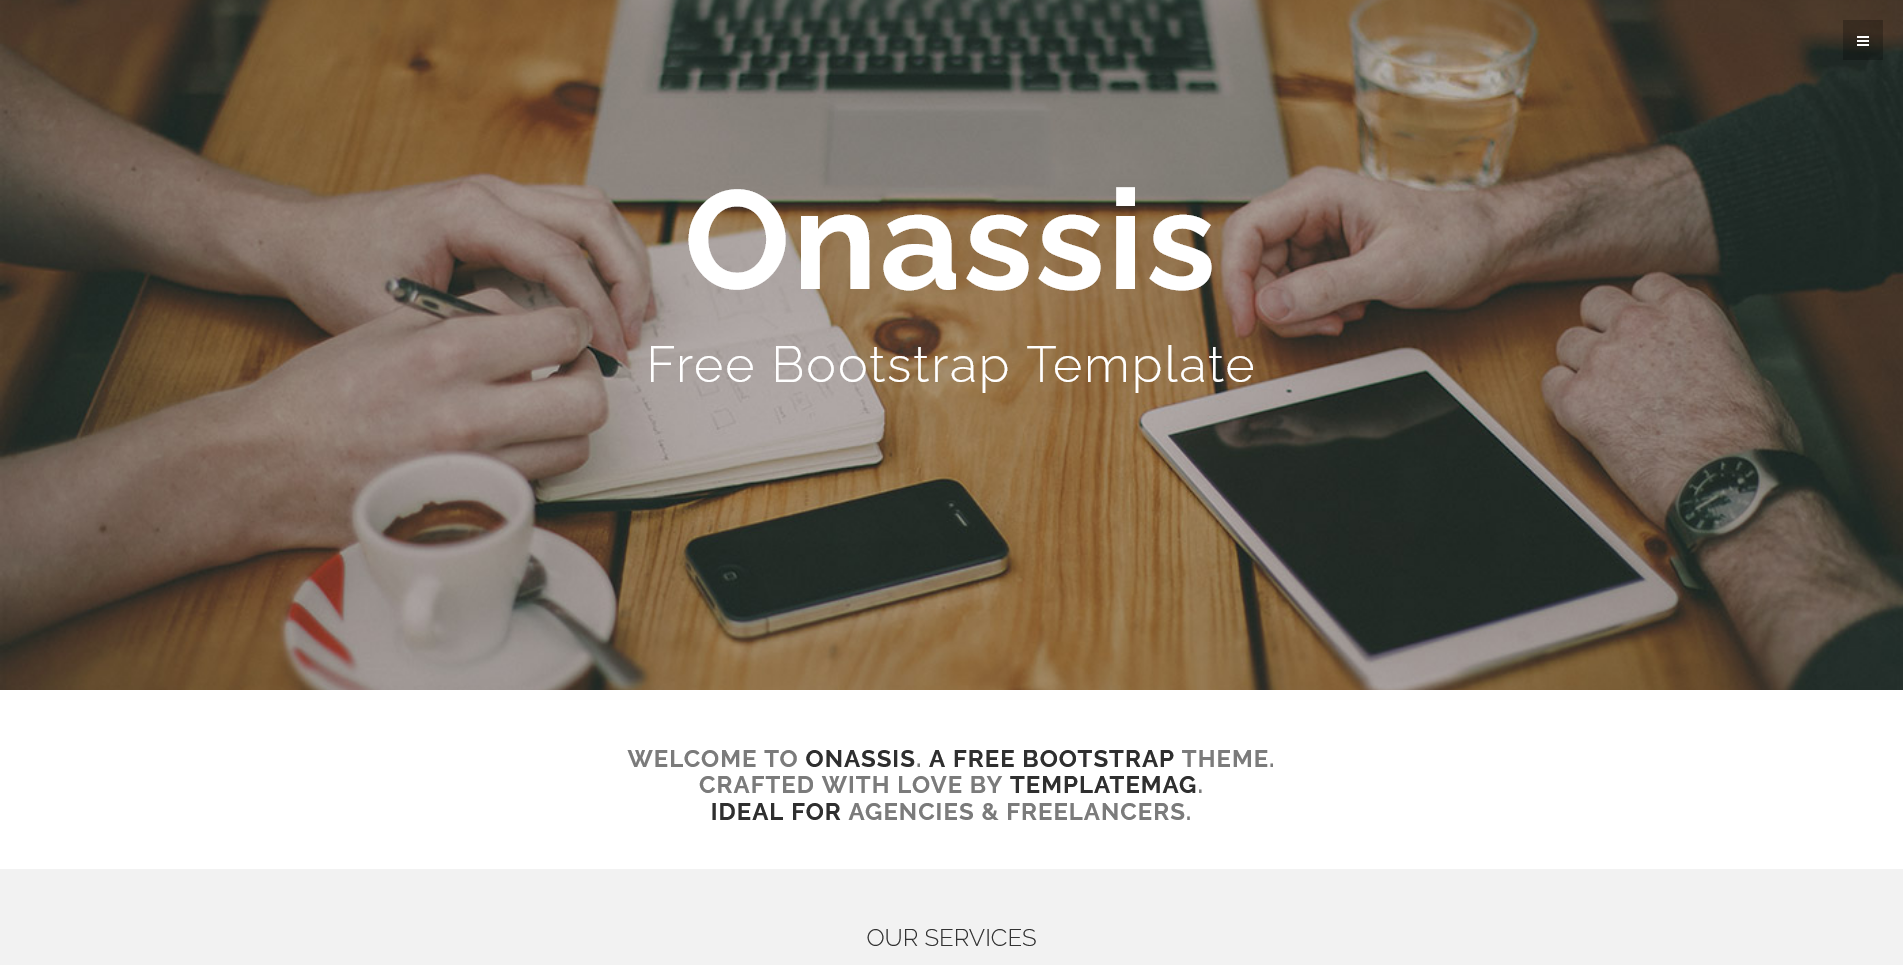 Onassis
Free Bootstrap Template
WELCOME TO ONASSIS. A FREE BOOTSTRAP THEME.
CRAFTED WITH LOVE BY TEMPLATEMAG.
IDEAL FOR AGENCIES & FREELANCERS.
OUR SERVICES